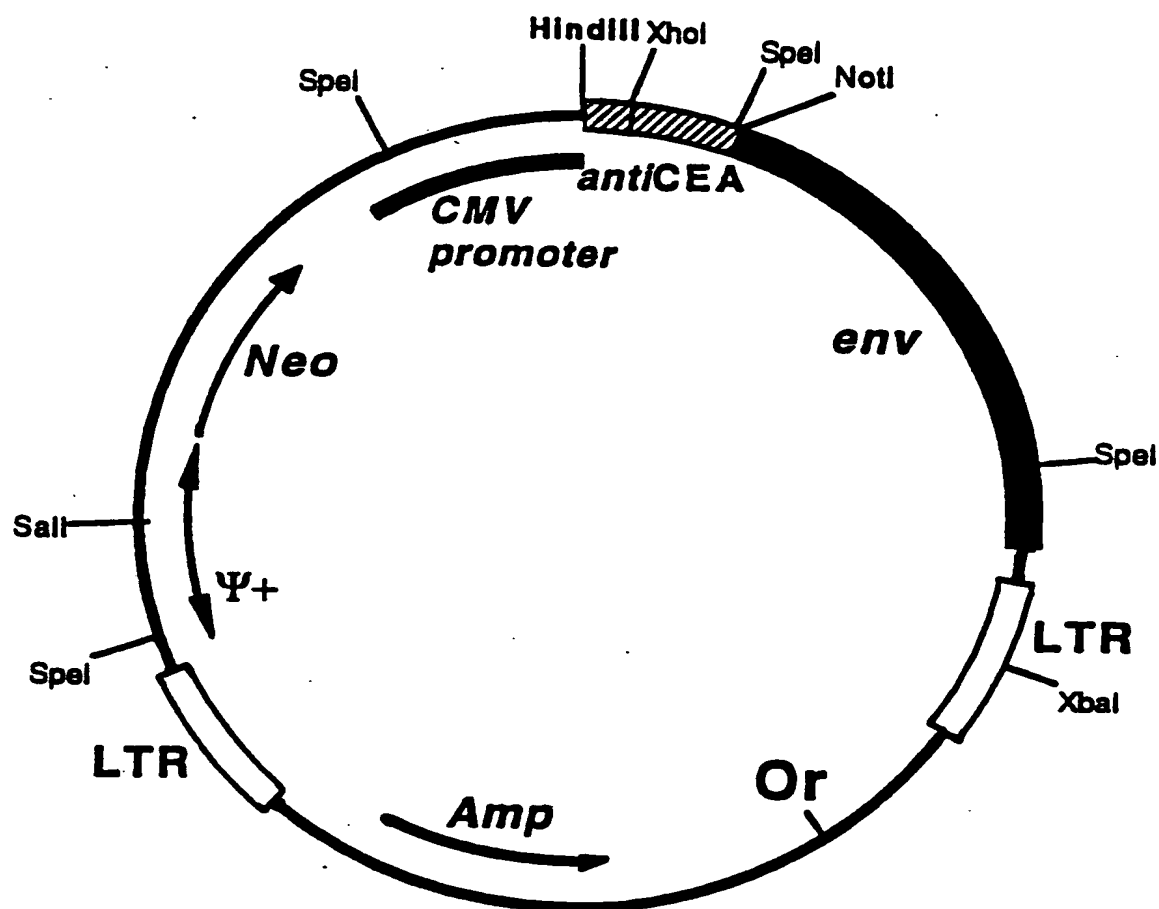 HindIII XhoI
SpeI
SpeI
NotI
antiCEA
CMV
promoter
Neo
env
SpeI
SalI
Ψ+
SpeI
LTR
XbaI
LTR
Or
Amp